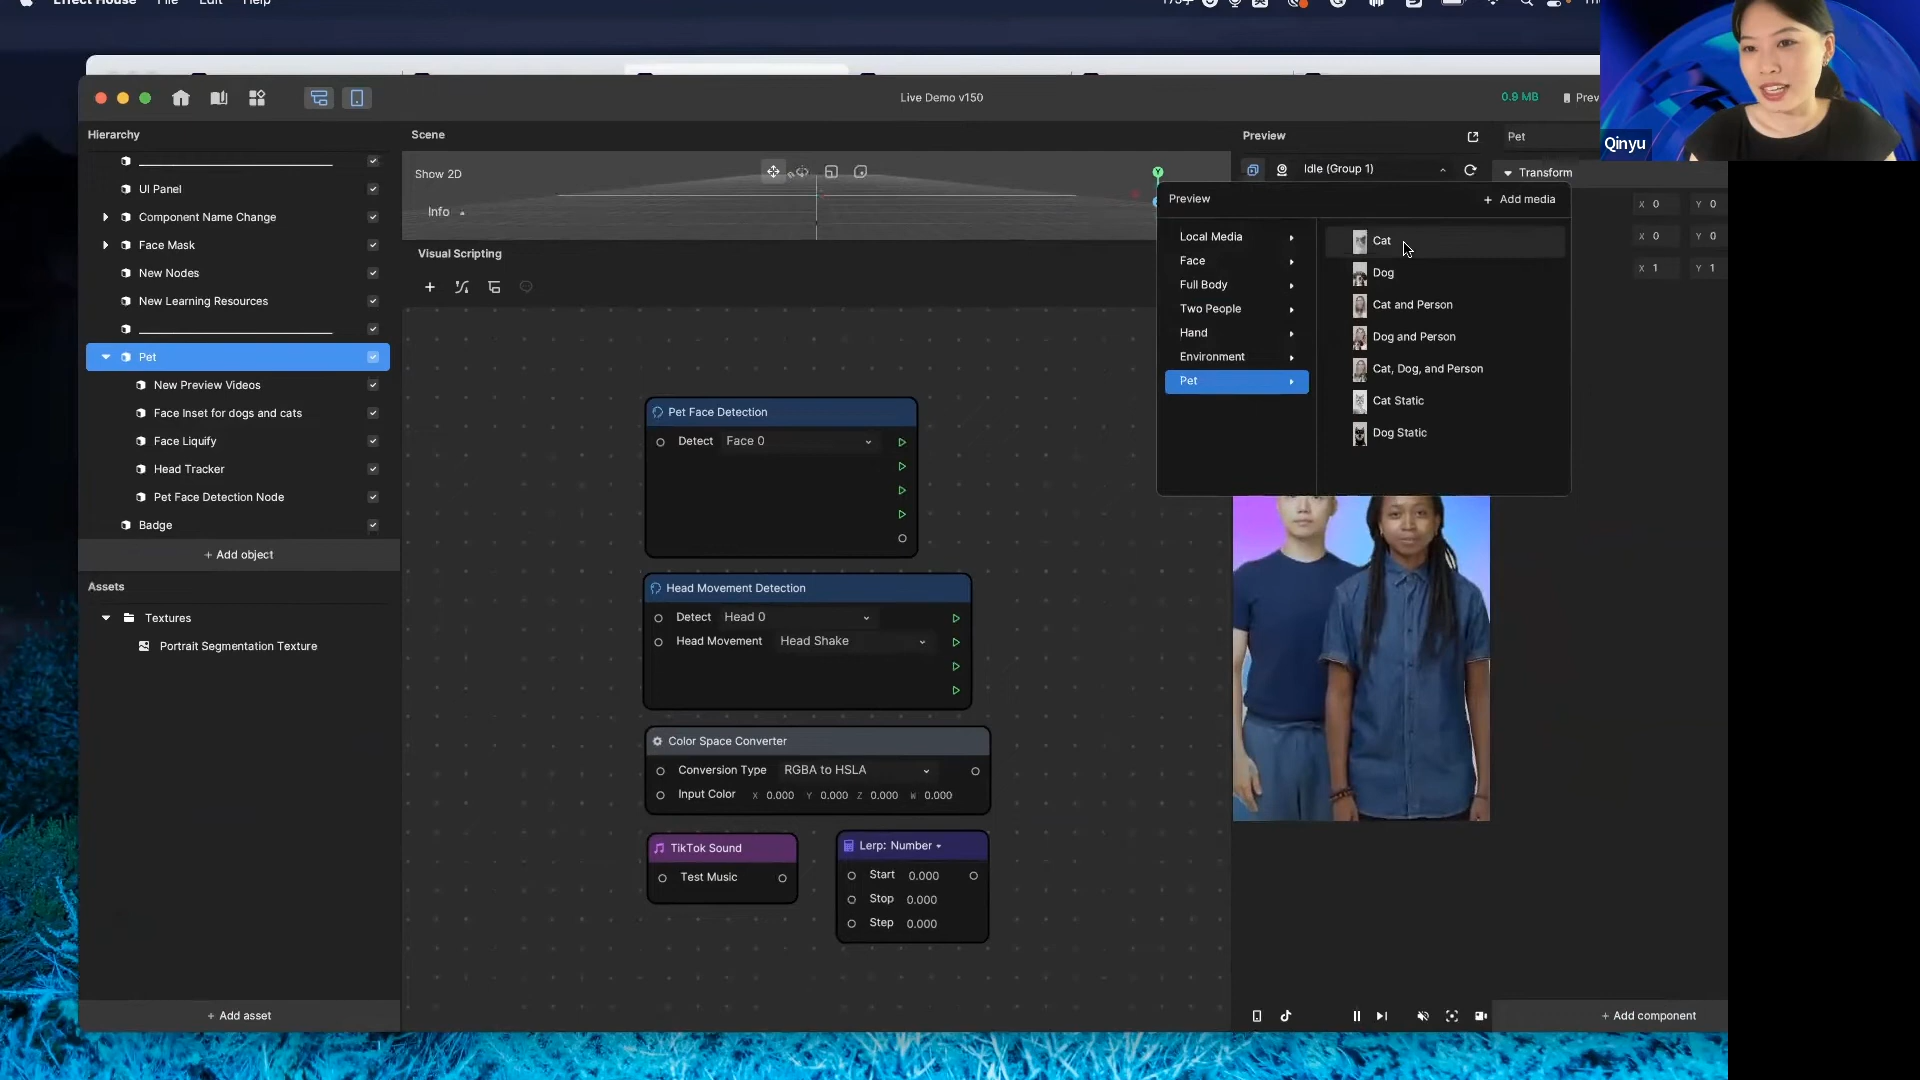 Effect House File Edit Help
Qinyu
Live Demo v150
0.9 MB
Prev
Hierarchy
UI Panel
Component Name Change
Face Mask
New Nodes
New Learning Resources
Pet
New Preview Videos
Face Inset for dogs and cats
Face Liquify
Head Tracker
Pet Face Detection Node
Badge
+ Add object
Assets
Textures
Portrait Segmentation Texture
+ Add asset
Scene
Show 2D
Info
Y
Visual Scripting
Pet Face Detection
Detect Face 0
Head Movement Detection
Detect Head 0
Head Movement Head Shake
Color Space Converter
Conversion Type RGBA to HSLA
Input Color X 0.000 Y 0.000 Z 0.000 W 0.000
TikTok Sound
Test Music
Lerp: Number
Start 0.000
Stop 0.000
Step 0.000
Preview
Idle (Group 1)
Preview
+ Add media
Local Media
Face
Full Body
Two People
Hand
Environment
Pet
Cat
Dog
Cat and Person
Dog and Person
Cat, Dog, and Person
Cat Static
Dog Static
Pet
Transform
X 0 Y 0
X 0 Y 0
X 1 Y 1
+ Add component